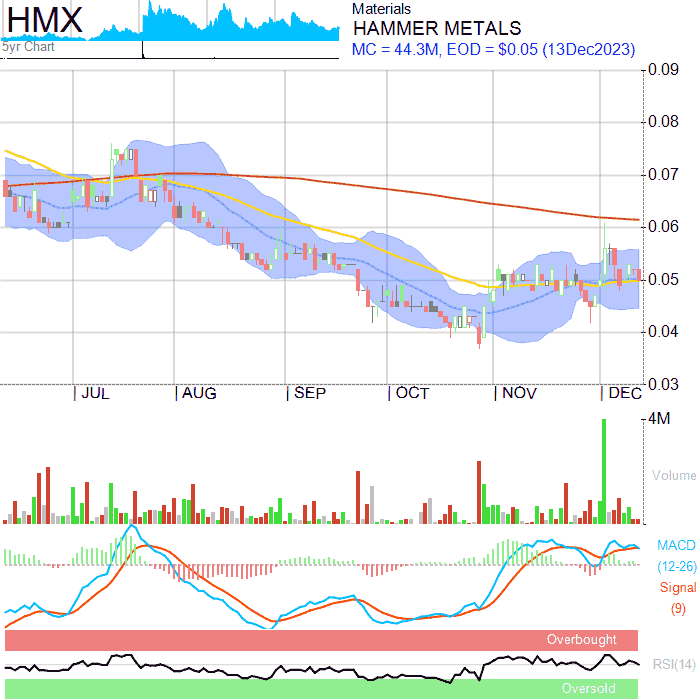 HMX
5yr Chart
Materials
HAMMER METALS
MC = 44.3M, EOD = $0.05 (13Dec2023)
0.09
0.08
0.07
0.06
0.05
0.04
0.03
JUL AUG SEP OCT NOV DEC
4M
Volume
MACD
(12-26)
Signal
(9)
Overbought
RSI(14)
Oversold